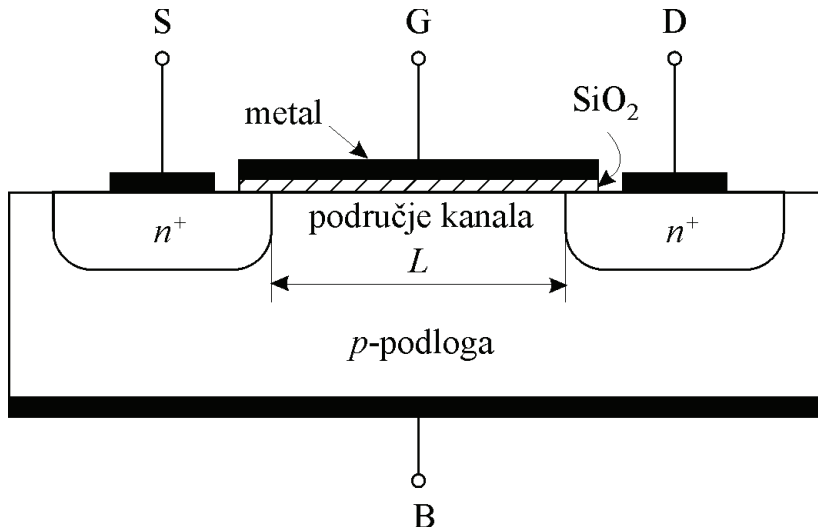 S
G
D
metal
SiO₂
n⁺
područje kanala
n⁺
L
p-podloga
B